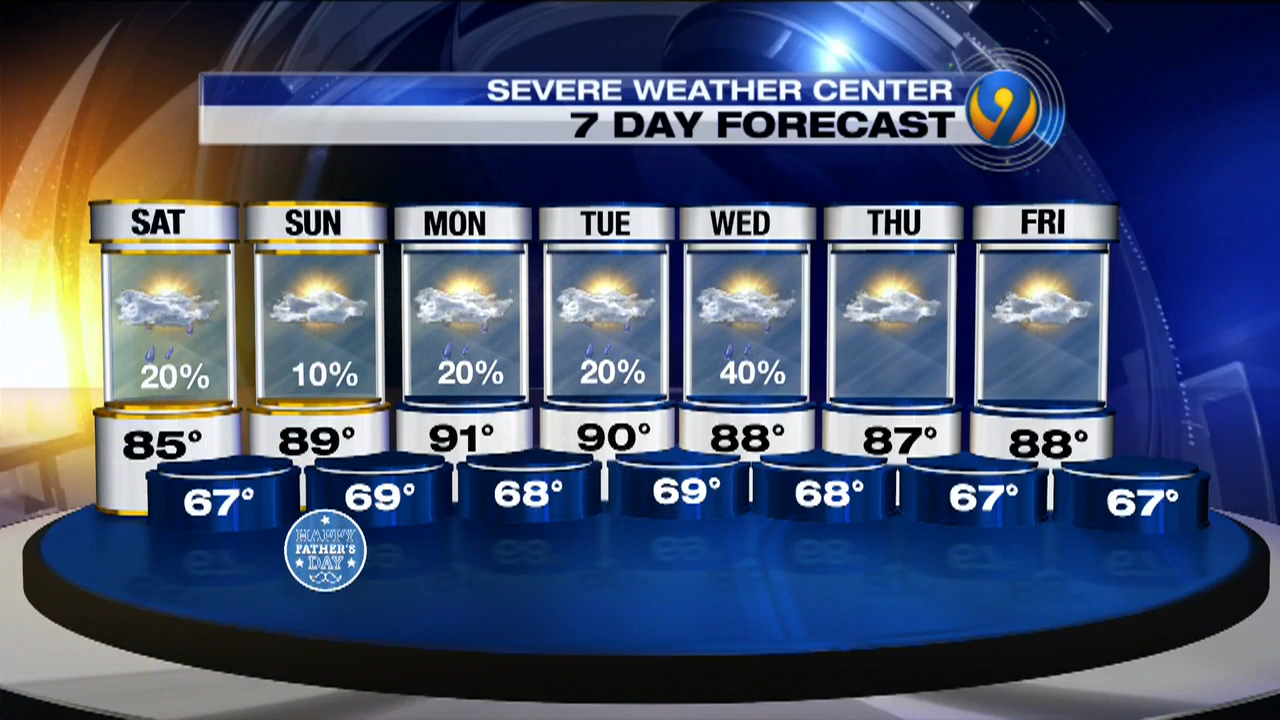 SEVERE WEATHER CENTER
7 DAY FORECAST
9
SAT SUN MON TUE WED THU FRI
20% 10% 20% 20% 40%
85° 89° 91° 90° 88° 87° 88°
67° 69° 68° 69° 68° 67° 67°
HAPPY
FATHER'S
DAY